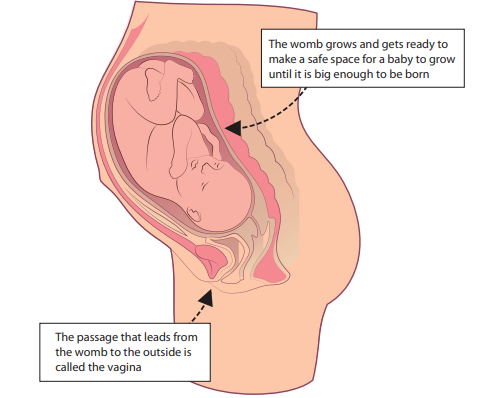 The womb grows and gets ready to
make a safe space for a baby to grow
until it is big enough to be born
The passage that leads from
the womb to the outside is
called the vagina